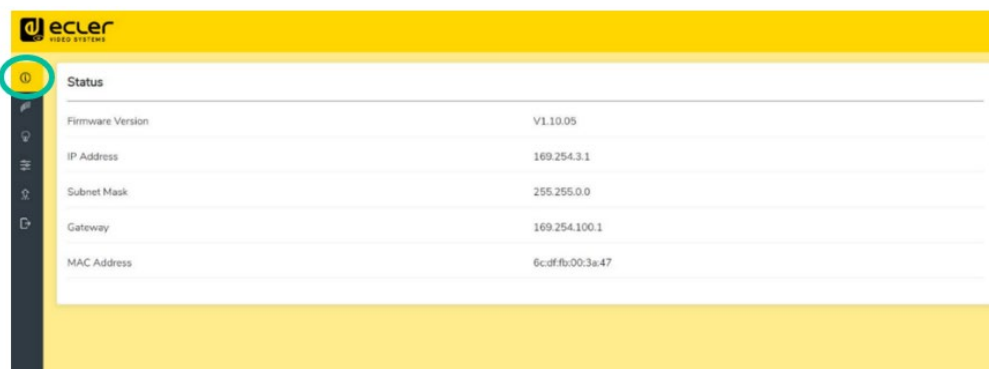 ecler
VIDEO SYSTEMS
Status
Firmware Version V1.10.05
IP Address 169.254.3.1
Subnet Mask 255.255.0.0
Gateway 169.254.100.1
MAC Address 6c:df:fb:00:3a:47